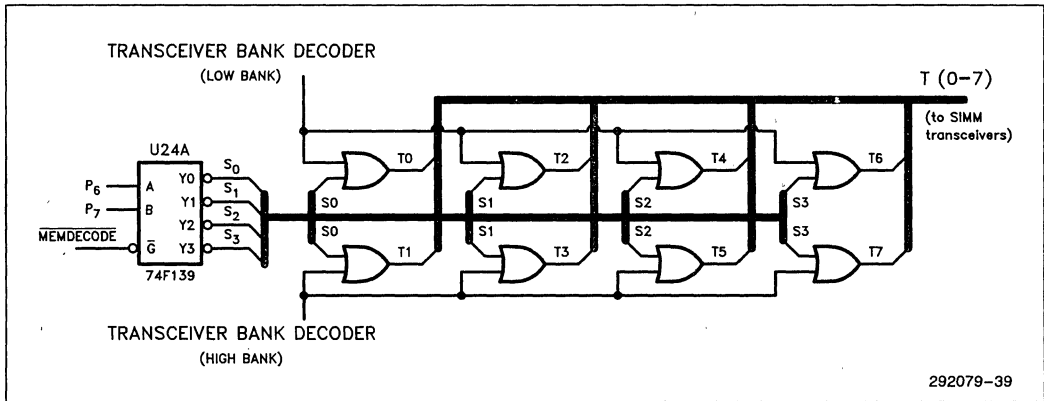 TRANSCEIVER BANK DECODER
(LOW BANK)
T (0-7)
(to SIMM
transceivers)
U24A
P6 A Y0 S0
P7 B Y1 S1
Y2 S2
M̅E̅M̅D̅E̅C̅O̅D̅E̅ G̅ Y3 S3
74F139
T0 T2 T4 T6
S0 S1 S2 S3
S0 S1 S2 S3
T1 T3 T5 T7
TRANSCEIVER BANK DECODER
(HIGH BANK)
292079-39